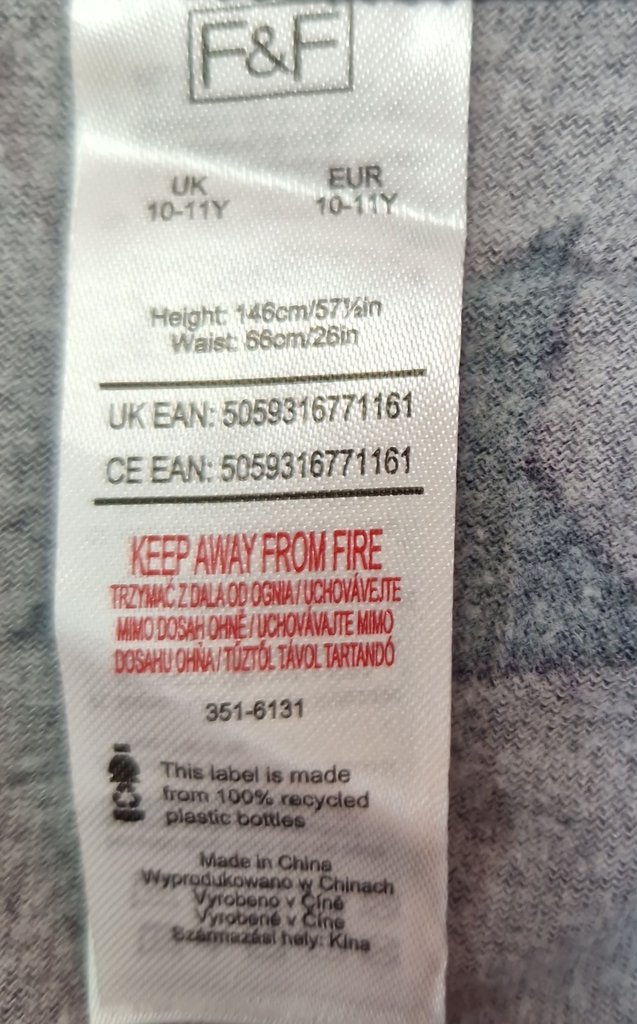 F&F
UK EUR
10-11Y 10-11Y
Height: 146cm/57½in
Waist: 66cm/26in
UK EAN: 5059316771161
CE EAN: 5059316771161
KEEP AWAY FROM FIRE
TRZYMAĆ Z DALA OD OGNIA / UCHOVÁVEJTE
MIMO DOSAH OHNĚ / UCHOVÁVAJTE MIMO
DOSAHU OHŇA / TŰZTŐL TÁVOL TARTANDÓ
351-6131
This label is made
from 100% recycled
plastic bottles
Made in China
Wyprodukowano w Chinach
Vyrobeno v Číně
Vyrobené v Číne
Származási hely: Kína